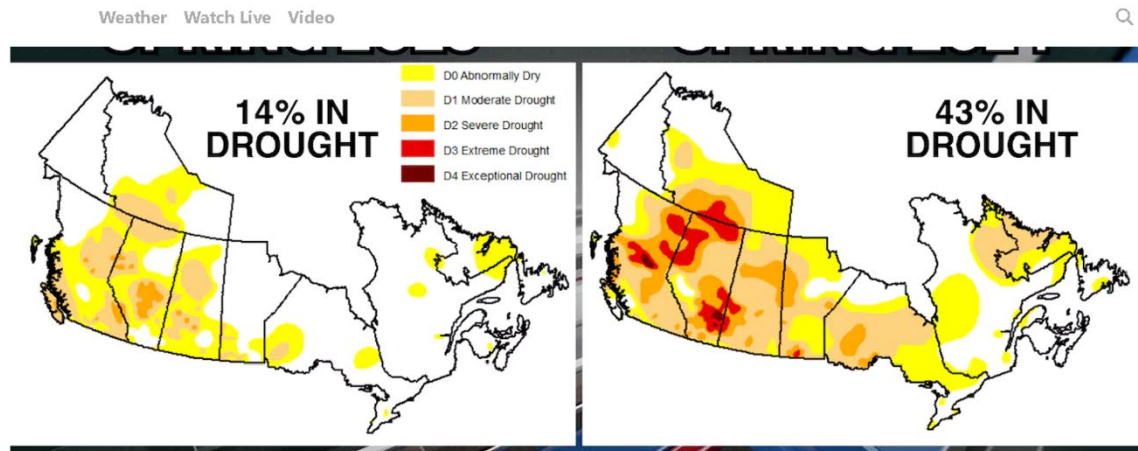 Weather Watch Live Video
14% IN
DROUGHT
D0 Abnormally Dry
D1 Moderate Drought
D2 Severe Drought
D3 Extreme Drought
D4 Exceptional Drought
43% IN
DROUGHT